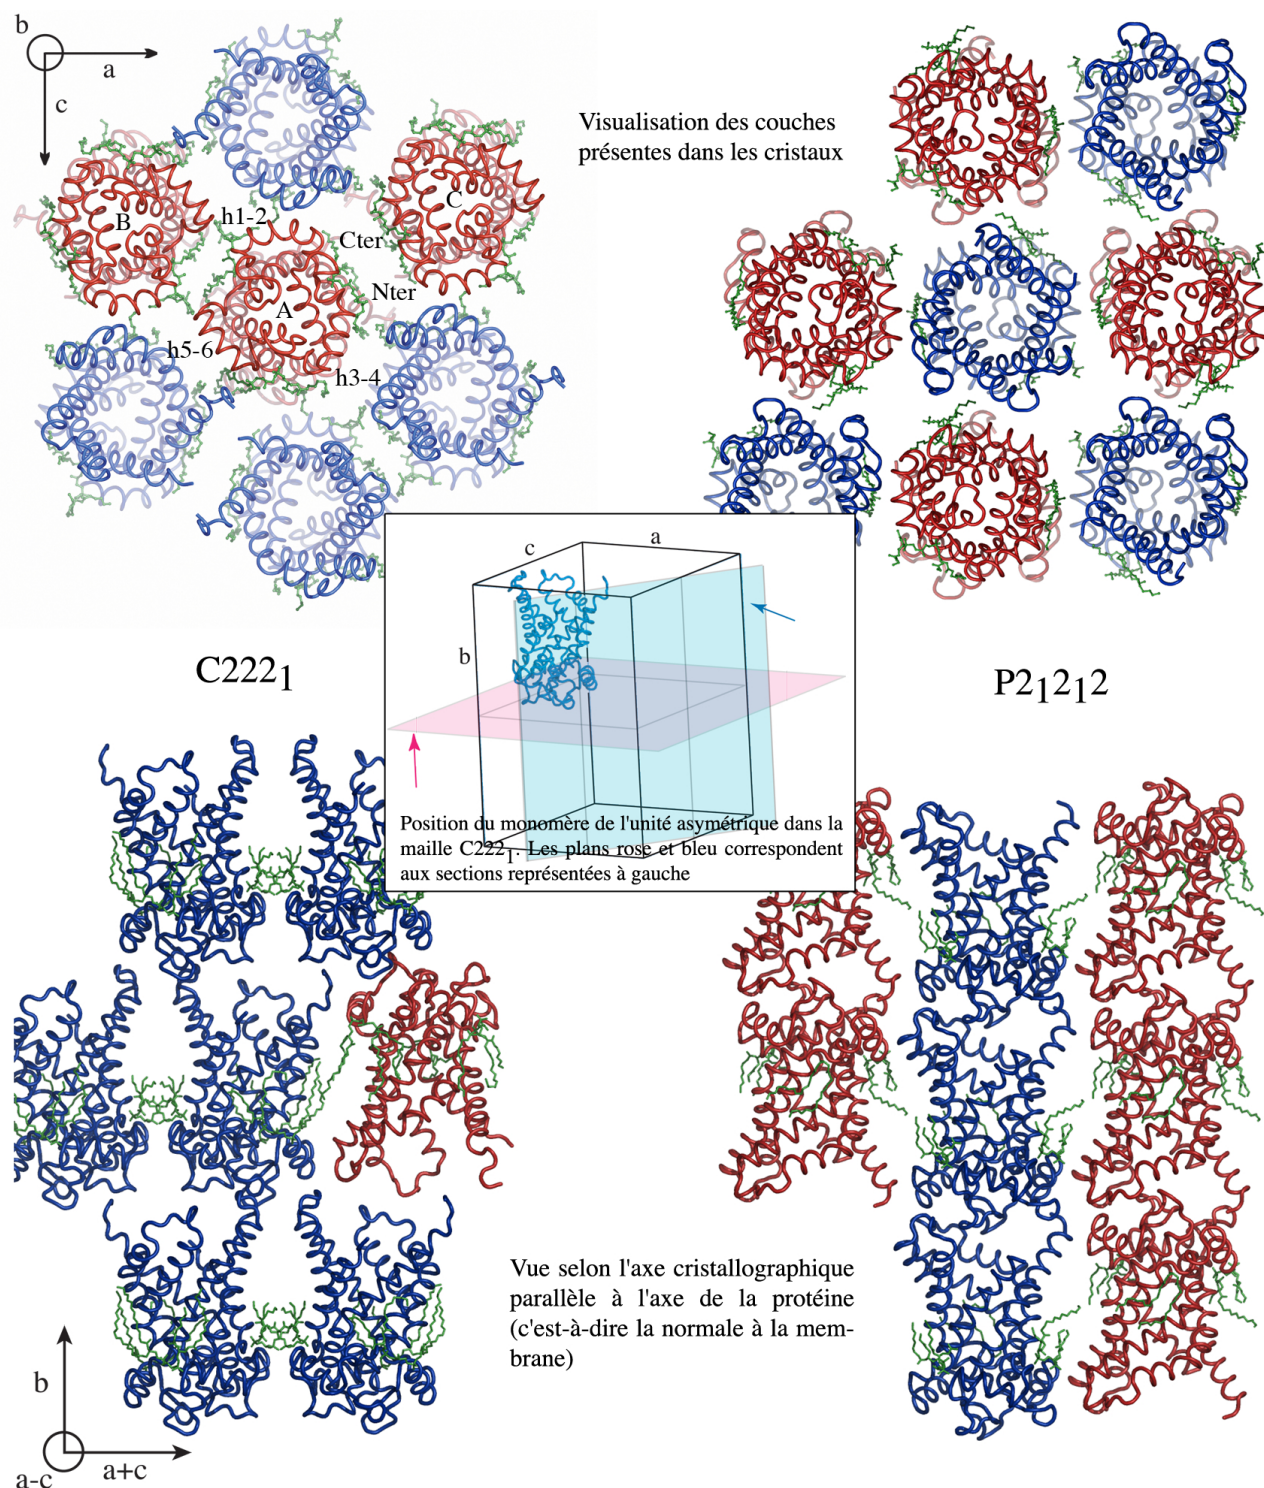 b
a
c
Visualisation des couches
présentes dans les cristaux
B
C
h1-2
Cter
Nter
A
h5-6
h3-4
c
a
b
C222₁
P2₁2₁2
Position du monomère de l'unité asymétrique dans la
maille C222₁. Les plans rose et bleu correspondent
aux sections représentées à gauche
Vue selon l'axe cristallographique
parallèle à l'axe de la protéine
(c'est-à-dire la normale à la mem-
brane)
b
a-c
a+c